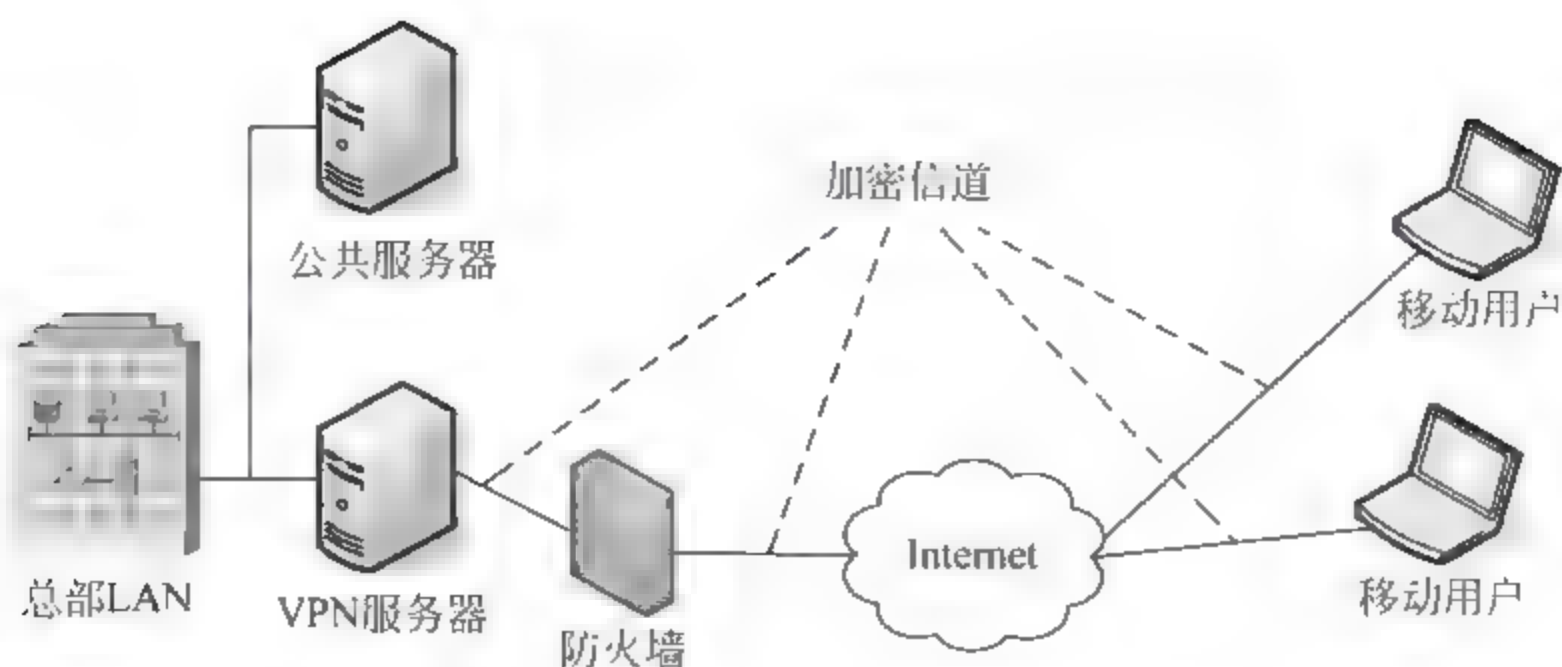 加密信道
公共服务器
移动用户
Internet
总部LAN
VPN服务器
防火墙
移动用户